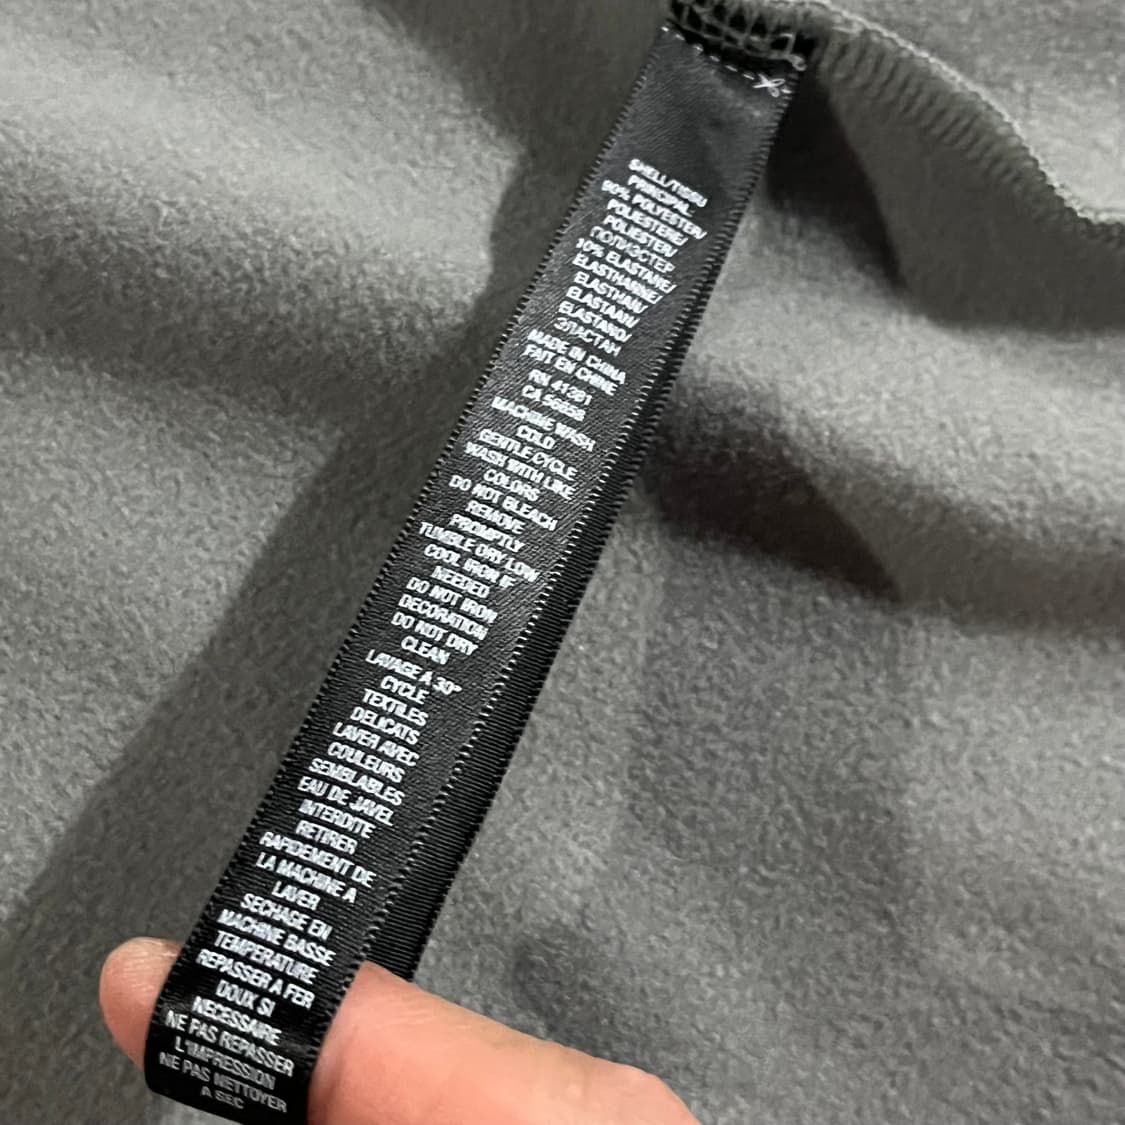 SHELL/TISSU
PRINCIPAL:
90% POLYESTER/
POLIESTERE/
POLIESTER/
ПОЛИЭСТЕР
10% ELASTANE/
ELASTHANNE/
ELASTHAN/
ELASTAAN/
ELASTANO/
ЭЛАСТАН
MADE IN CHINA
FAIT EN CHINE
RN 41381
CA 56858
MACHINE WASH
COLD
GENTLE CYCLE
WASH WITH LIKE
COLORS
DO NOT BLEACH
REMOVE
PROMPTLY
TUMBLE DRY LOW
COOL IRON IF
NEEDED
DO NOT IRON
DECORATION
DO NOT DRY
CLEAN
LAVAGE A 30°
CYCLE
TEXTILES
DELICATS
LAVER AVEC
COULEURS
SEMBLABLES
EAU DE JAVEL
INTERDITE
RETIRER
RAPIDEMENT DE
LA MACHINE A
LAVER
SECHAGE EN
MACHINE BASSE
TEMPERATURE
REPASSER A FER
DOUX SI
NECESSAIRE
NE PAS REPASSER
L'IMPRESSION
NE PAS NETTOYER
A SEC